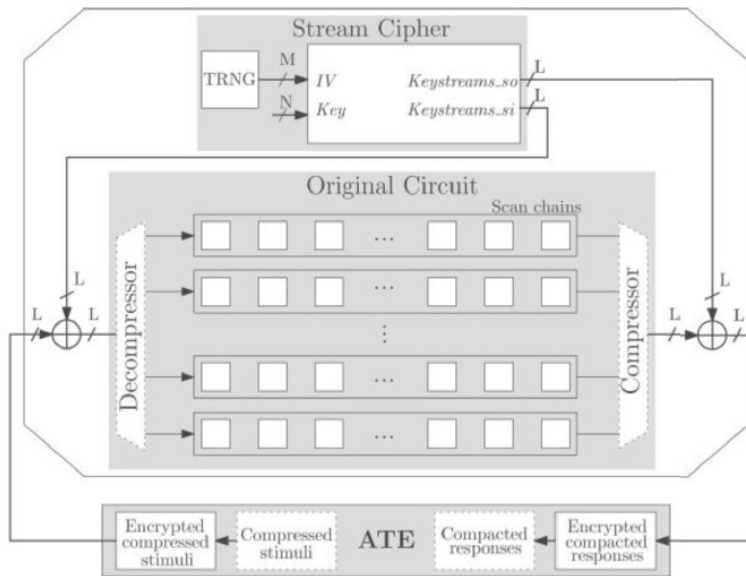 Stream Cipher
TRNG
M
IV
N
Key
Keystreams_so
L
Keystreams_si
L
Original Circuit
Scan chains
...
...
⋮
...
...
Decompressor
Compressor
L
L
L
L
L
L
Encrypted
compressed
stimuli
Compressed
stimuli
ATE
Compacted
responses
Encrypted
compacted
responses